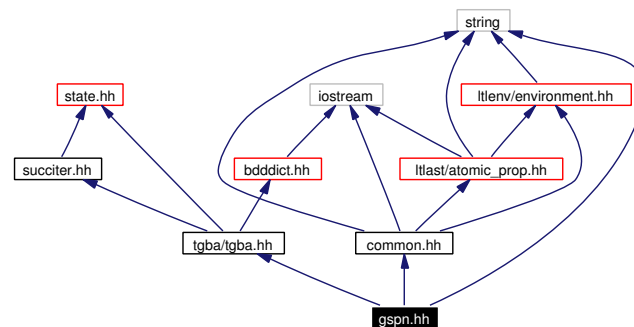 string
state.hh
iostream
ltlenv/environment.hh
succiter.hh
bdddict.hh
ltlast/atomic_prop.hh
tgba/tgba.hh
common.hh
gspn.hh